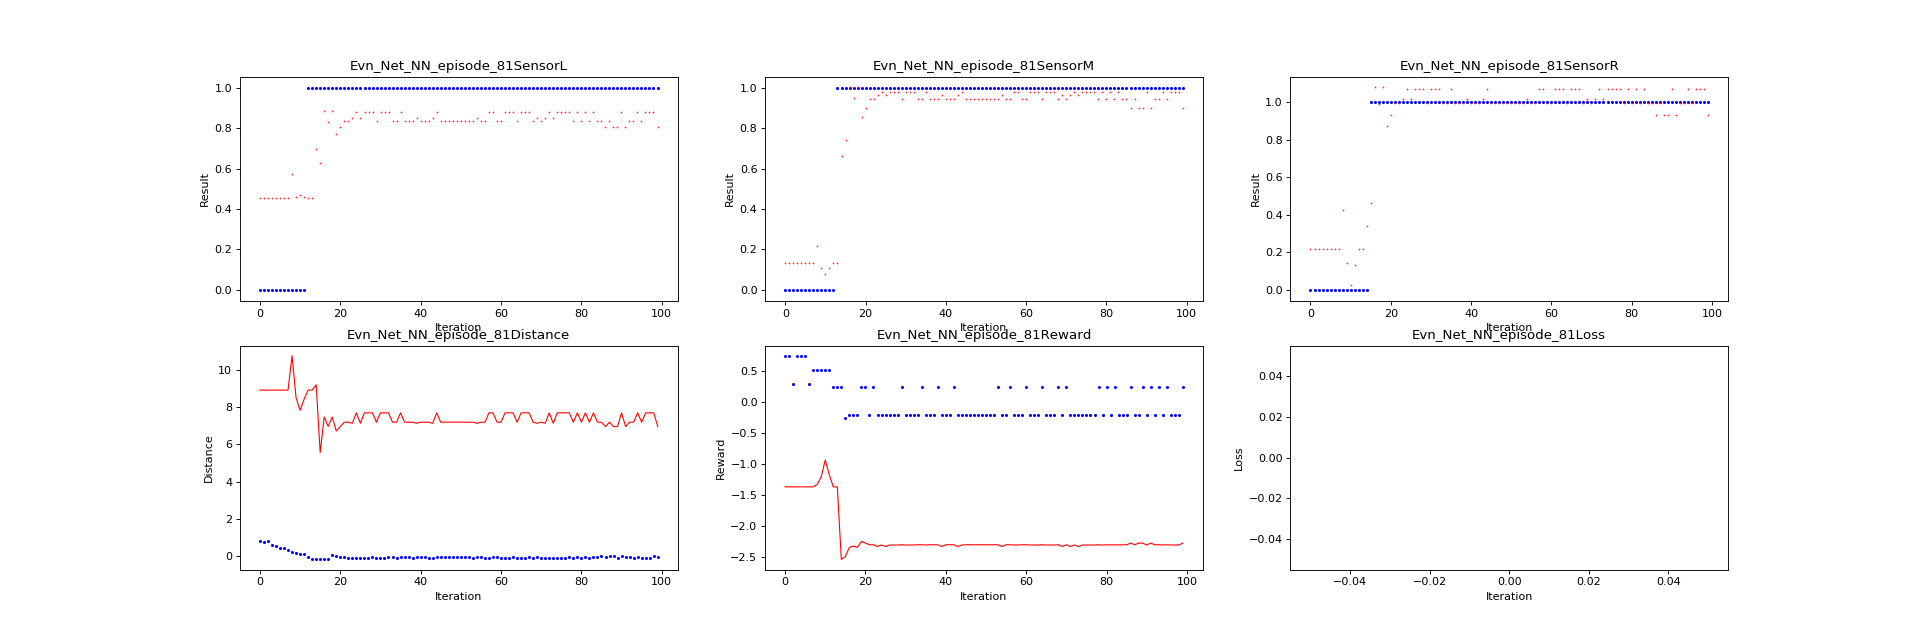 Evn_Net_NN_episode_81SensorL
Result
1.0
0.8
0.6
0.4
0.2
0.0
0 20 40 60 80 100
Iteration
Evn_Net_NN_episode_81SensorM
Result
1.0
0.8
0.6
0.4
0.2
0.0
0 20 40 60 80 100
Iteration
Evn_Net_NN_episode_81SensorR
Result
1.0
0.8
0.6
0.4
0.2
0.0
0 20 40 60 80 100
Iteration
Evn_Net_NN_episode_81Distance
Distance
10
8
6
4
2
0
0 20 40 60 80 100
Iteration
Evn_Net_NN_episode_81Reward
Reward
0.5
0.0
−0.5
−1.0
−1.5
−2.0
−2.5
0 20 40 60 80 100
Iteration
Evn_Net_NN_episode_81Loss
Loss
0.04
0.02
0.00
−0.02
−0.04
−0.04 −0.02 0.00 0.02 0.04
Iteration